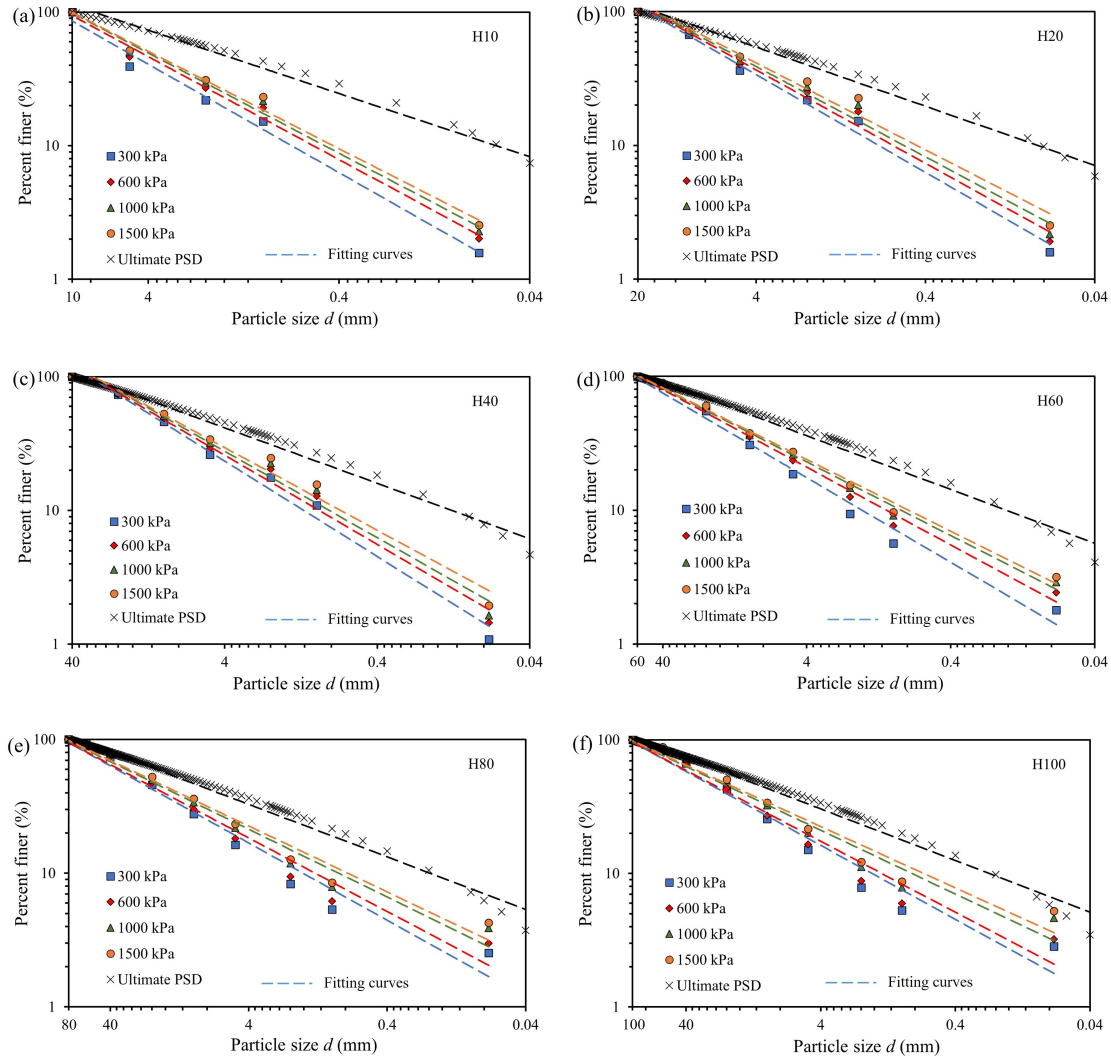 (a)
H10
Percent finer (%)
100
10
1
300 kPa
600 kPa
1000 kPa
1500 kPa
Ultimate PSD
Fitting curves
10
4
0.4
0.04
Particle size d (mm)
(b)
H20
Percent finer (%)
100
10
1
300 kPa
600 kPa
1000 kPa
1500 kPa
Ultimate PSD
Fitting curves
20
4
0.4
0.04
Particle size d (mm)
(c)
H40
Percent finer (%)
100
10
1
300 kPa
600 kPa
1000 kPa
1500 kPa
Ultimate PSD
Fitting curves
40
4
0.4
0.04
Particle size d (mm)
(d)
H60
Percent finer (%)
100
10
1
300 kPa
600 kPa
1000 kPa
1500 kPa
Ultimate PSD
Fitting curves
60
40
4
0.4
0.04
Particle size d (mm)
(e)
H80
Percent finer (%)
100
10
1
300 kPa
600 kPa
1000 kPa
1500 kPa
Ultimate PSD
Fitting curves
80
40
4
0.4
0.04
Particle size d (mm)
(f)
H100
Percent finer (%)
100
10
1
300 kPa
600 kPa
1000 kPa
1500 kPa
Ultimate PSD
Fitting curves
100
40
4
0.4
0.04
Particle size d (mm)